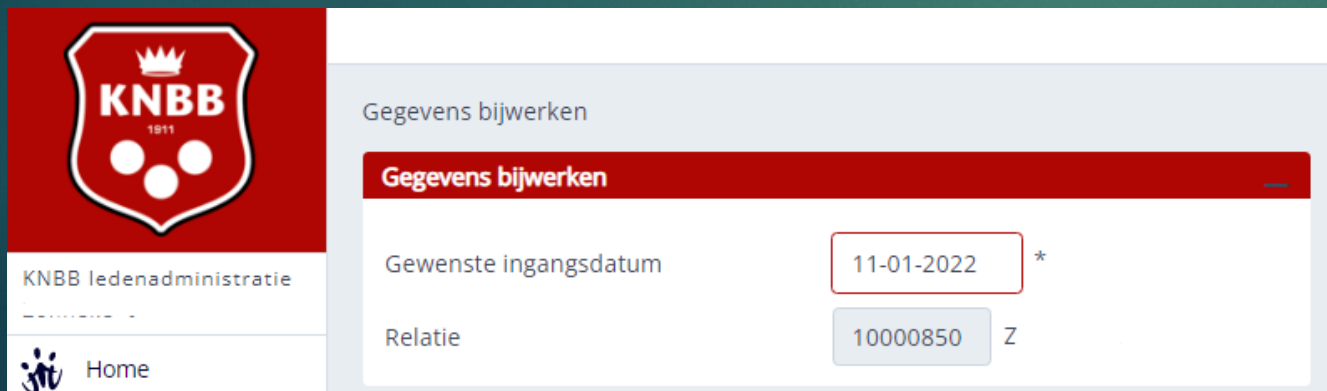 KNBB
1911
KNBB ledenadministratie
Home
Gegevens bijwerken
Gegevens bijwerken
Gewenste ingangsdatum 11-01-2022 *
Relatie 10000850 Z